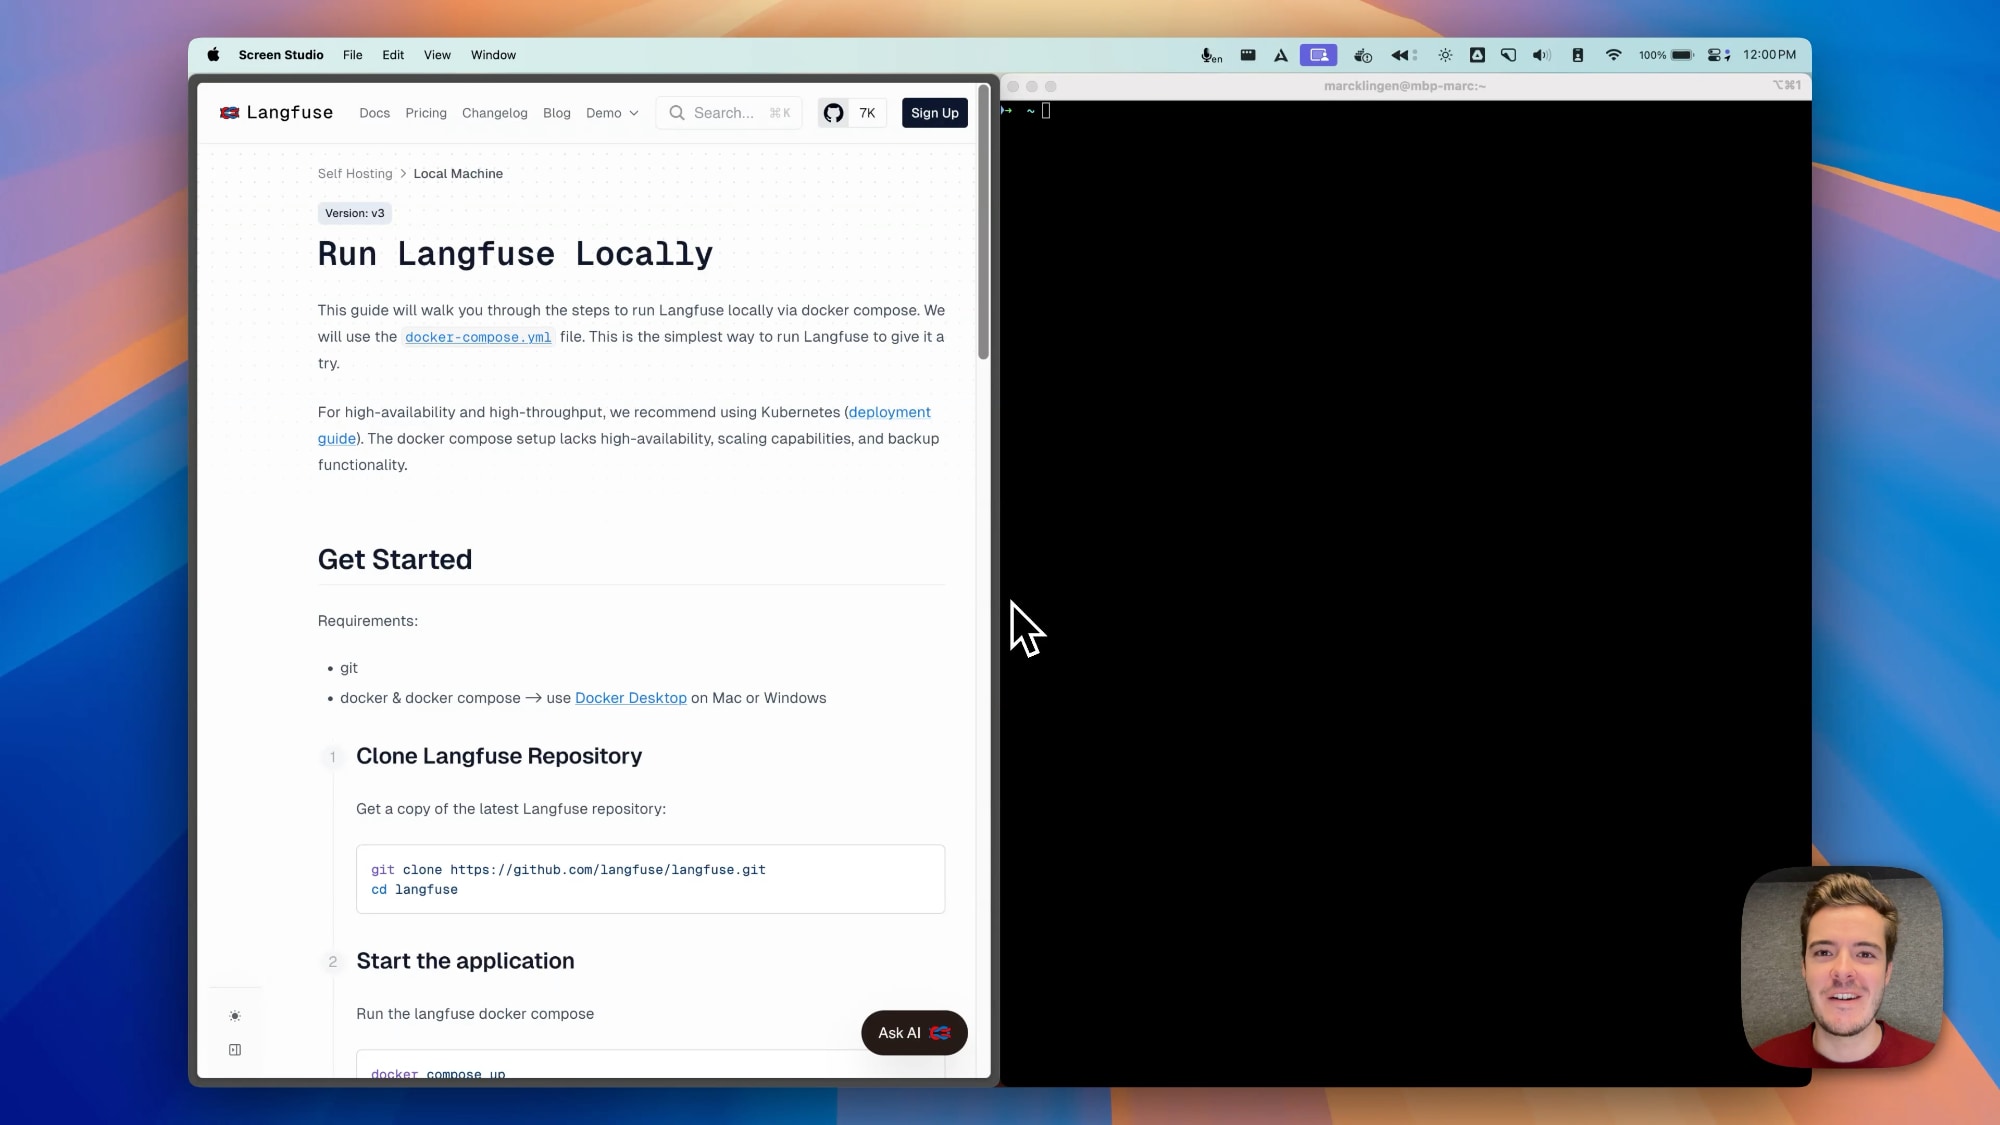 Screen Studio File Edit View Window
en 100% 12:00 PM
Langfuse Docs Pricing Changelog Blog Demo Search... ⌘K 7K Sign Up
marcklingen@mbp-marc:~ ⌥⌘1
→ ~
Self Hosting > Local Machine
Version: v3
Run Langfuse Locally
This guide will walk you through the steps to run Langfuse locally via docker compose. We
will use the docker-compose.yml file. This is the simplest way to run Langfuse to give it a
try.
For high-availability and high-throughput, we recommend using Kubernetes (deployment
guide). The docker compose setup lacks high-availability, scaling capabilities, and backup
functionality.
Get Started
Requirements:
• git
• docker & docker compose → use Docker Desktop on Mac or Windows
1 Clone Langfuse Repository
Get a copy of the latest Langfuse repository:
git clone https://github.com/langfuse/langfuse.git
cd langfuse
2 Start the application
Run the langfuse docker compose
Ask AI
docker compose up